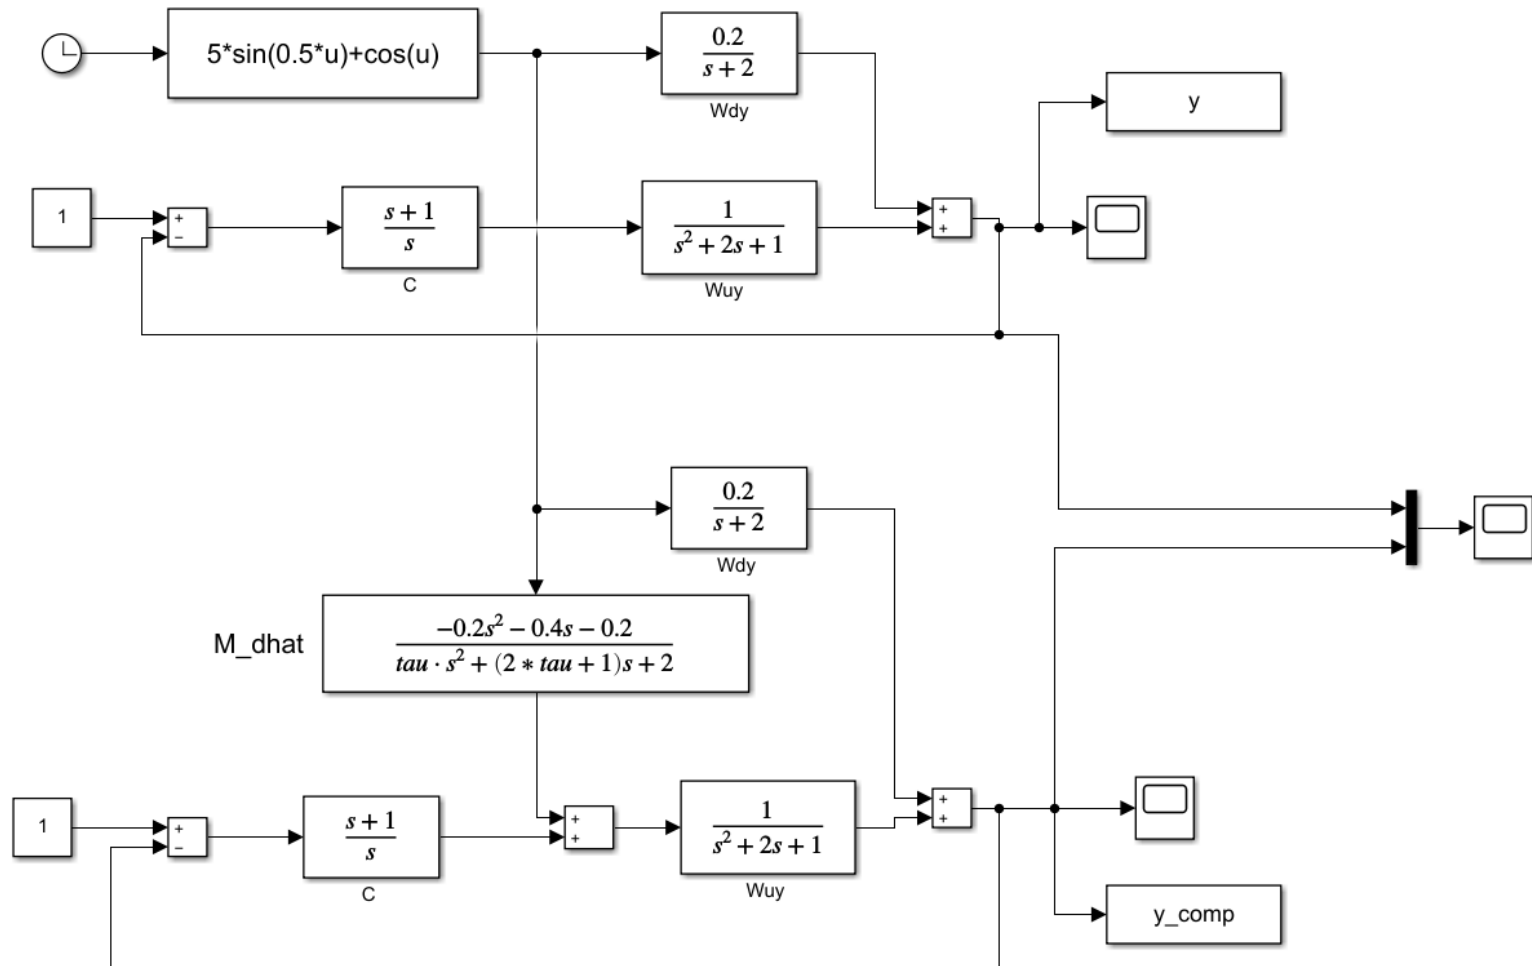 5*sin(0.5*u)+cos(u)
0.2
s + 2
Wdy
y
1
+
−
s + 1
s
C
1
s² + 2s + 1
Wuy
+
+
0.2
s + 2
Wdy
M_dhat
−0.2s² − 0.4s − 0.2
tau · s² + (2 * tau + 1)s + 2
1
+
−
s + 1
s
C
+
+
1
s² + 2s + 1
Wuy
+
+
y_comp